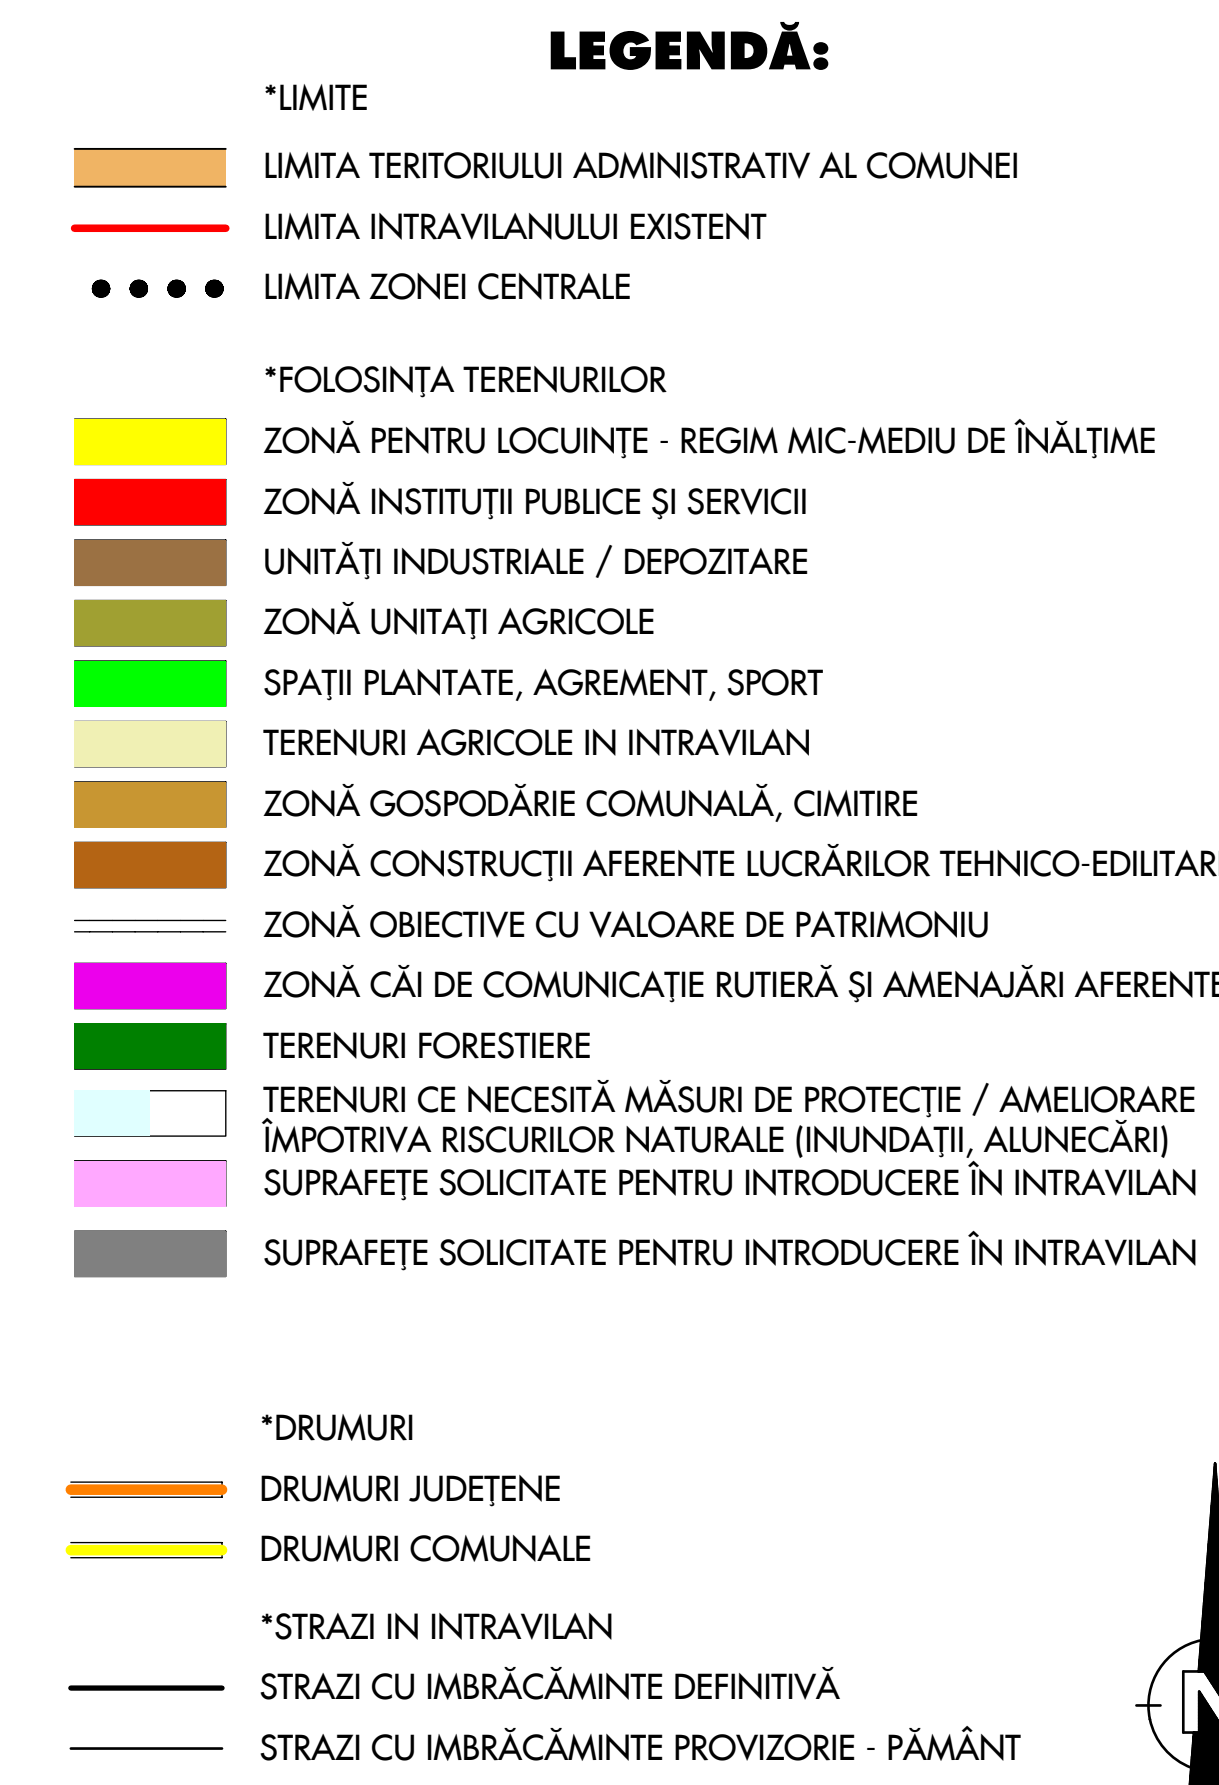 LEGENDĂ:
*LIMITE
LIMITA TERITORIULUI ADMINISTRATIV AL COMUNEI
LIMITA INTRAVILANULUI EXISTENT
LIMITA ZONEI CENTRALE
*FOLOSINŢA TERENURILOR
ZONĂ PENTRU LOCUINŢE - REGIM MIC-MEDIU DE ÎNĂLŢIME
ZONĂ INSTITUŢII PUBLICE ŞI SERVICII
UNITĂŢI INDUSTRIALE / DEPOZITARE
ZONĂ UNITAŢI AGRICOLE
SPAŢII PLANTATE, AGREMENT, SPORT
TERENURI AGRICOLE IN INTRAVILAN
ZONĂ GOSPODĂRIE COMUNALĂ, CIMITIRE
ZONĂ CONSTRUCŢII AFERENTE LUCRĂRILOR TEHNICO-EDILITARE
ZONĂ OBIECTIVE CU VALOARE DE PATRIMONIU
ZONĂ CĂI DE COMUNICAŢIE RUTIERĂ ŞI AMENAJĂRI AFERENTE
TERENURI FORESTIERE
TERENURI CE NECESITĂ MĂSURI DE PROTECŢIE / AMELIORARE
ÎMPOTRIVA RISCURILOR NATURALE (INUNDAŢII, ALUNECĂRI)
SUPRAFEŢE SOLICITATE PENTRU INTRODUCERE ÎN INTRAVILAN
SUPRAFEŢE SOLICITATE PENTRU INTRODUCERE ÎN INTRAVILAN
*DRUMURI
DRUMURI JUDEŢENE
DRUMURI COMUNALE
*STRAZI IN INTRAVILAN
STRAZI CU IMBRĂCĂMINTE DEFINITIVĂ
STRAZI CU IMBRĂCĂMINTE PROVIZORIE - PĂMÂNT
N